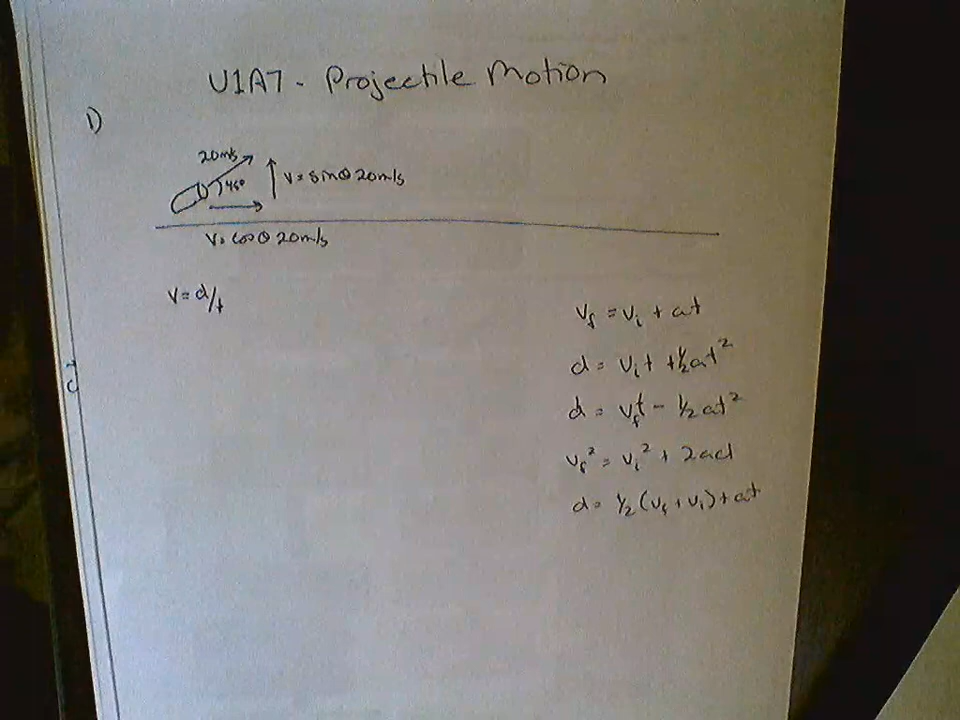 U1A7 - Projectile Motion
1)
20m/s
45°
V = sinθ 20m/s
V = cosθ 20m/s
V = d/t
Vf = Vi + at
d = Vit + ½at²
d = Vft - ½at²
Vf² = Vi² + 2ad
d = ½(Vf + Vi) + at